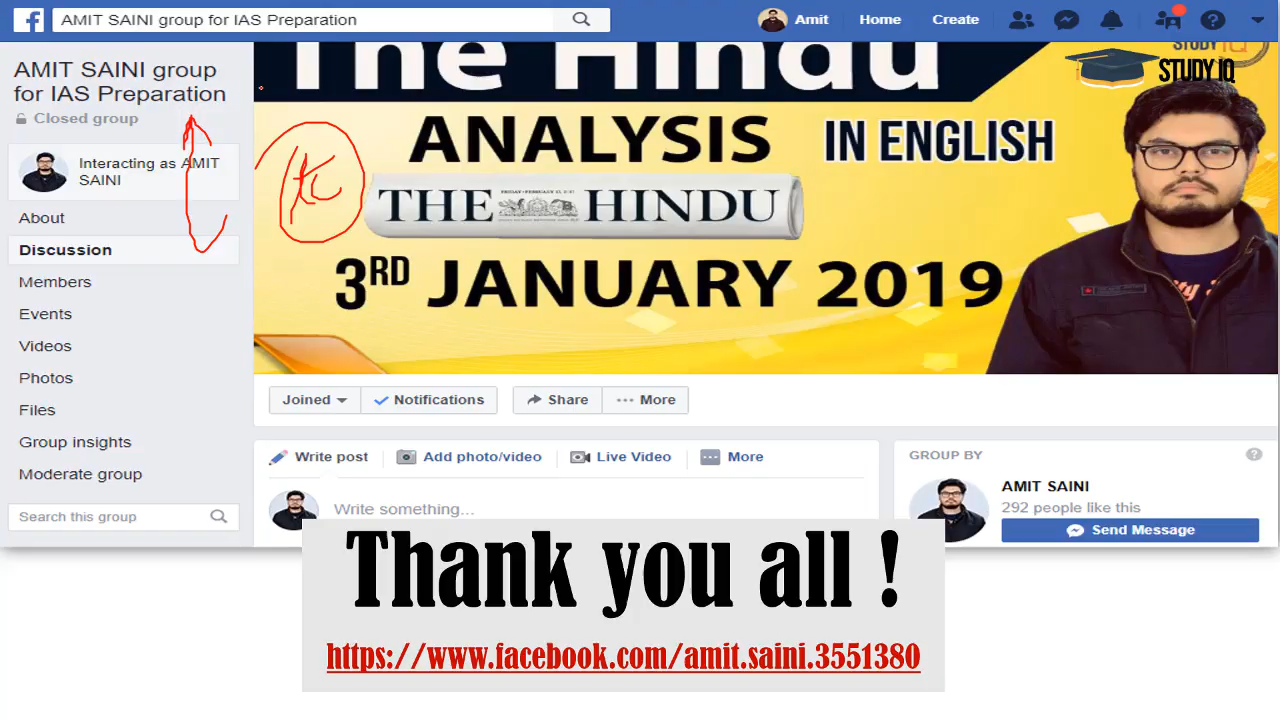 AMIT SAINI group for IAS Preparation
Amit Home Create
AMIT SAINI group
for IAS Preparation
Closed group
Interacting as AMIT
SAINI
About
Discussion
Members
Events
Videos
Photos
Files
Group insights
Moderate group
Search this group
The Hindu
STUDY IQ
STUDY IQ
ANALYSIS IN ENGLISH
THE HINDU
3RD JANUARY 2019
Joined Notifications Share More
Write post Add photo/video Live Video More
Write something...
GROUP BY
AMIT SAINI
292 people like this
Send Message
Thank you all !
https://www.facebook.com/amit.saini.3551380